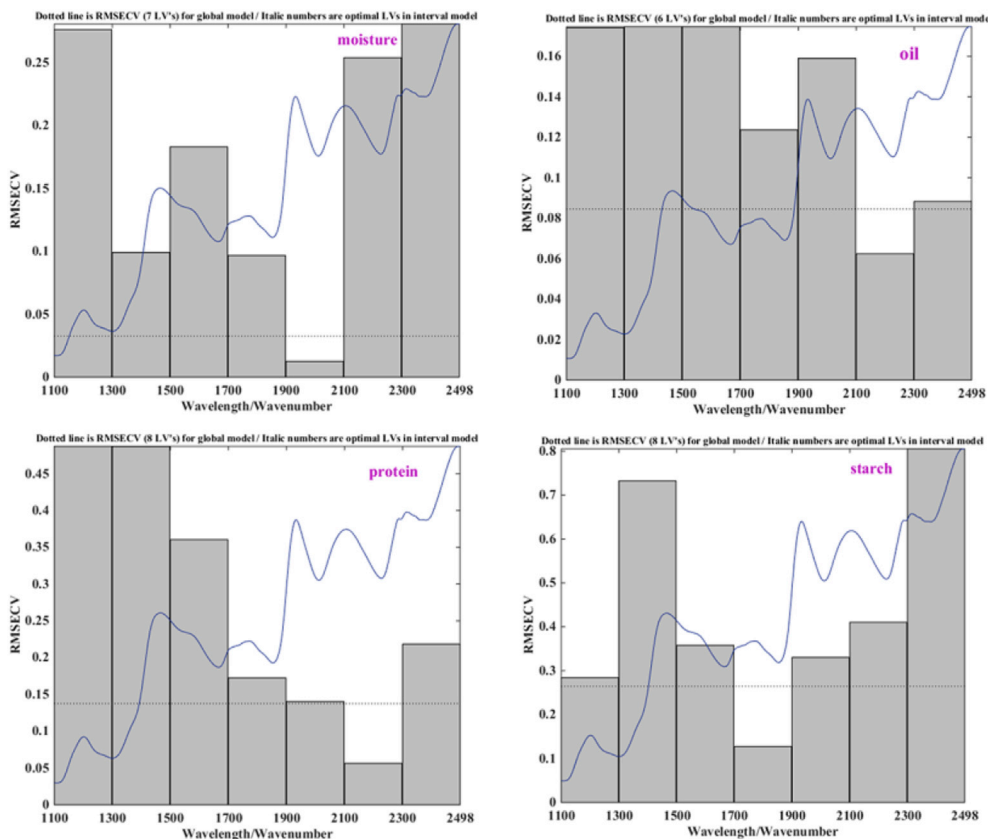 Dotted line is RMSECV (7 LV's) for global model / Italic numbers are optimal LVs in interval model
moisture
RMSECV
0.25
0.2
0.15
0.1
0.05
0
1100 1300 1500 1700 1900 2100 2300 2498
Wavelength/Wavenumber
Dotted line is RMSECV (6 LV's) for global model / Italic numbers are optimal LVs in interval model
oil
RMSECV
0.16
0.14
0.12
0.1
0.08
0.06
0.04
0.02
0
1100 1300 1500 1700 1900 2100 2300 2498
Wavelength/Wavenumber
Dotted line is RMSECV (8 LV's) for global model / Italic numbers are optimal LVs in interval model
protein
RMSECV
0.45
0.4
0.35
0.3
0.25
0.2
0.15
0.1
0.05
0
1100 1300 1500 1700 1900 2100 2300 2498
Wavelength/Wavenumber
Dotted line is RMSECV (8 LV's) for global model / Italic numbers are optimal LVs in interval model
starch
RMSECV
0.8
0.7
0.6
0.5
0.4
0.3
0.2
0.1
0
1100 1300 1500 1700 1900 2100 2300 2498
Wavelength/Wavenumber